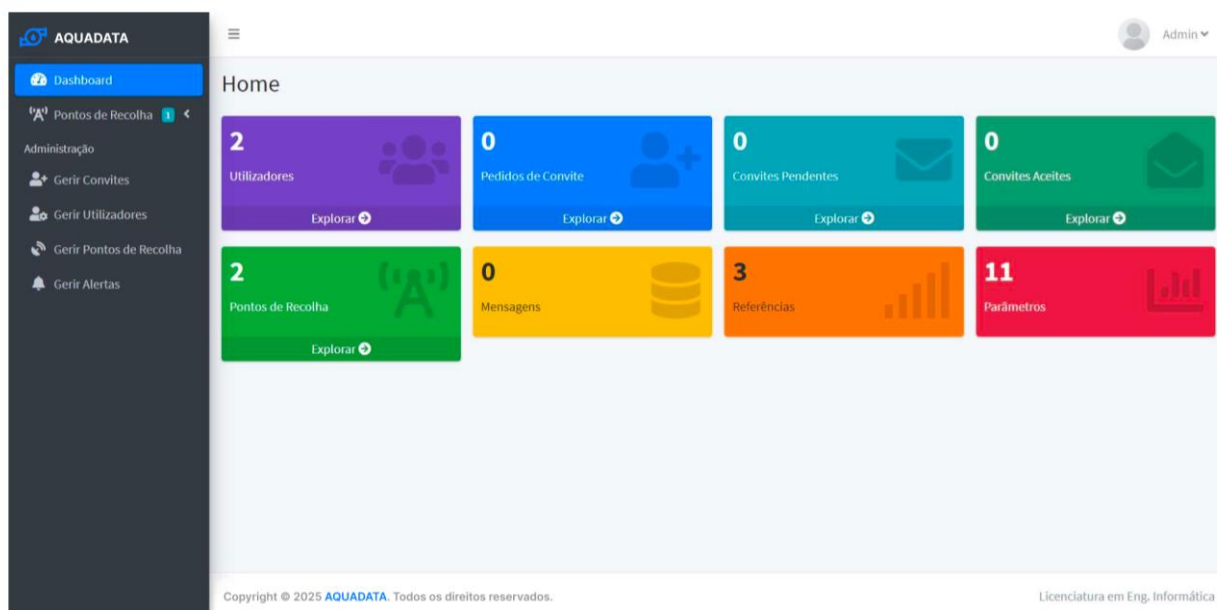 AQUADATA
Admin
Dashboard
Pontos de Recolha 1
Administração
Gerir Convites
Gerir Utilizadores
Gerir Pontos de Recolha
Gerir Alertas
Home
2
Utilizadores
Explorar
0
Pedidos de Convite
Explorar
0
Convites Pendentes
Explorar
0
Convites Aceites
Explorar
2
Pontos de Recolha
Explorar
0
Mensagens
3
Referências
11
Parâmetros
Copyright © 2025 AQUADATA. Todos os direitos reservados.
Licenciatura em Eng. Informática